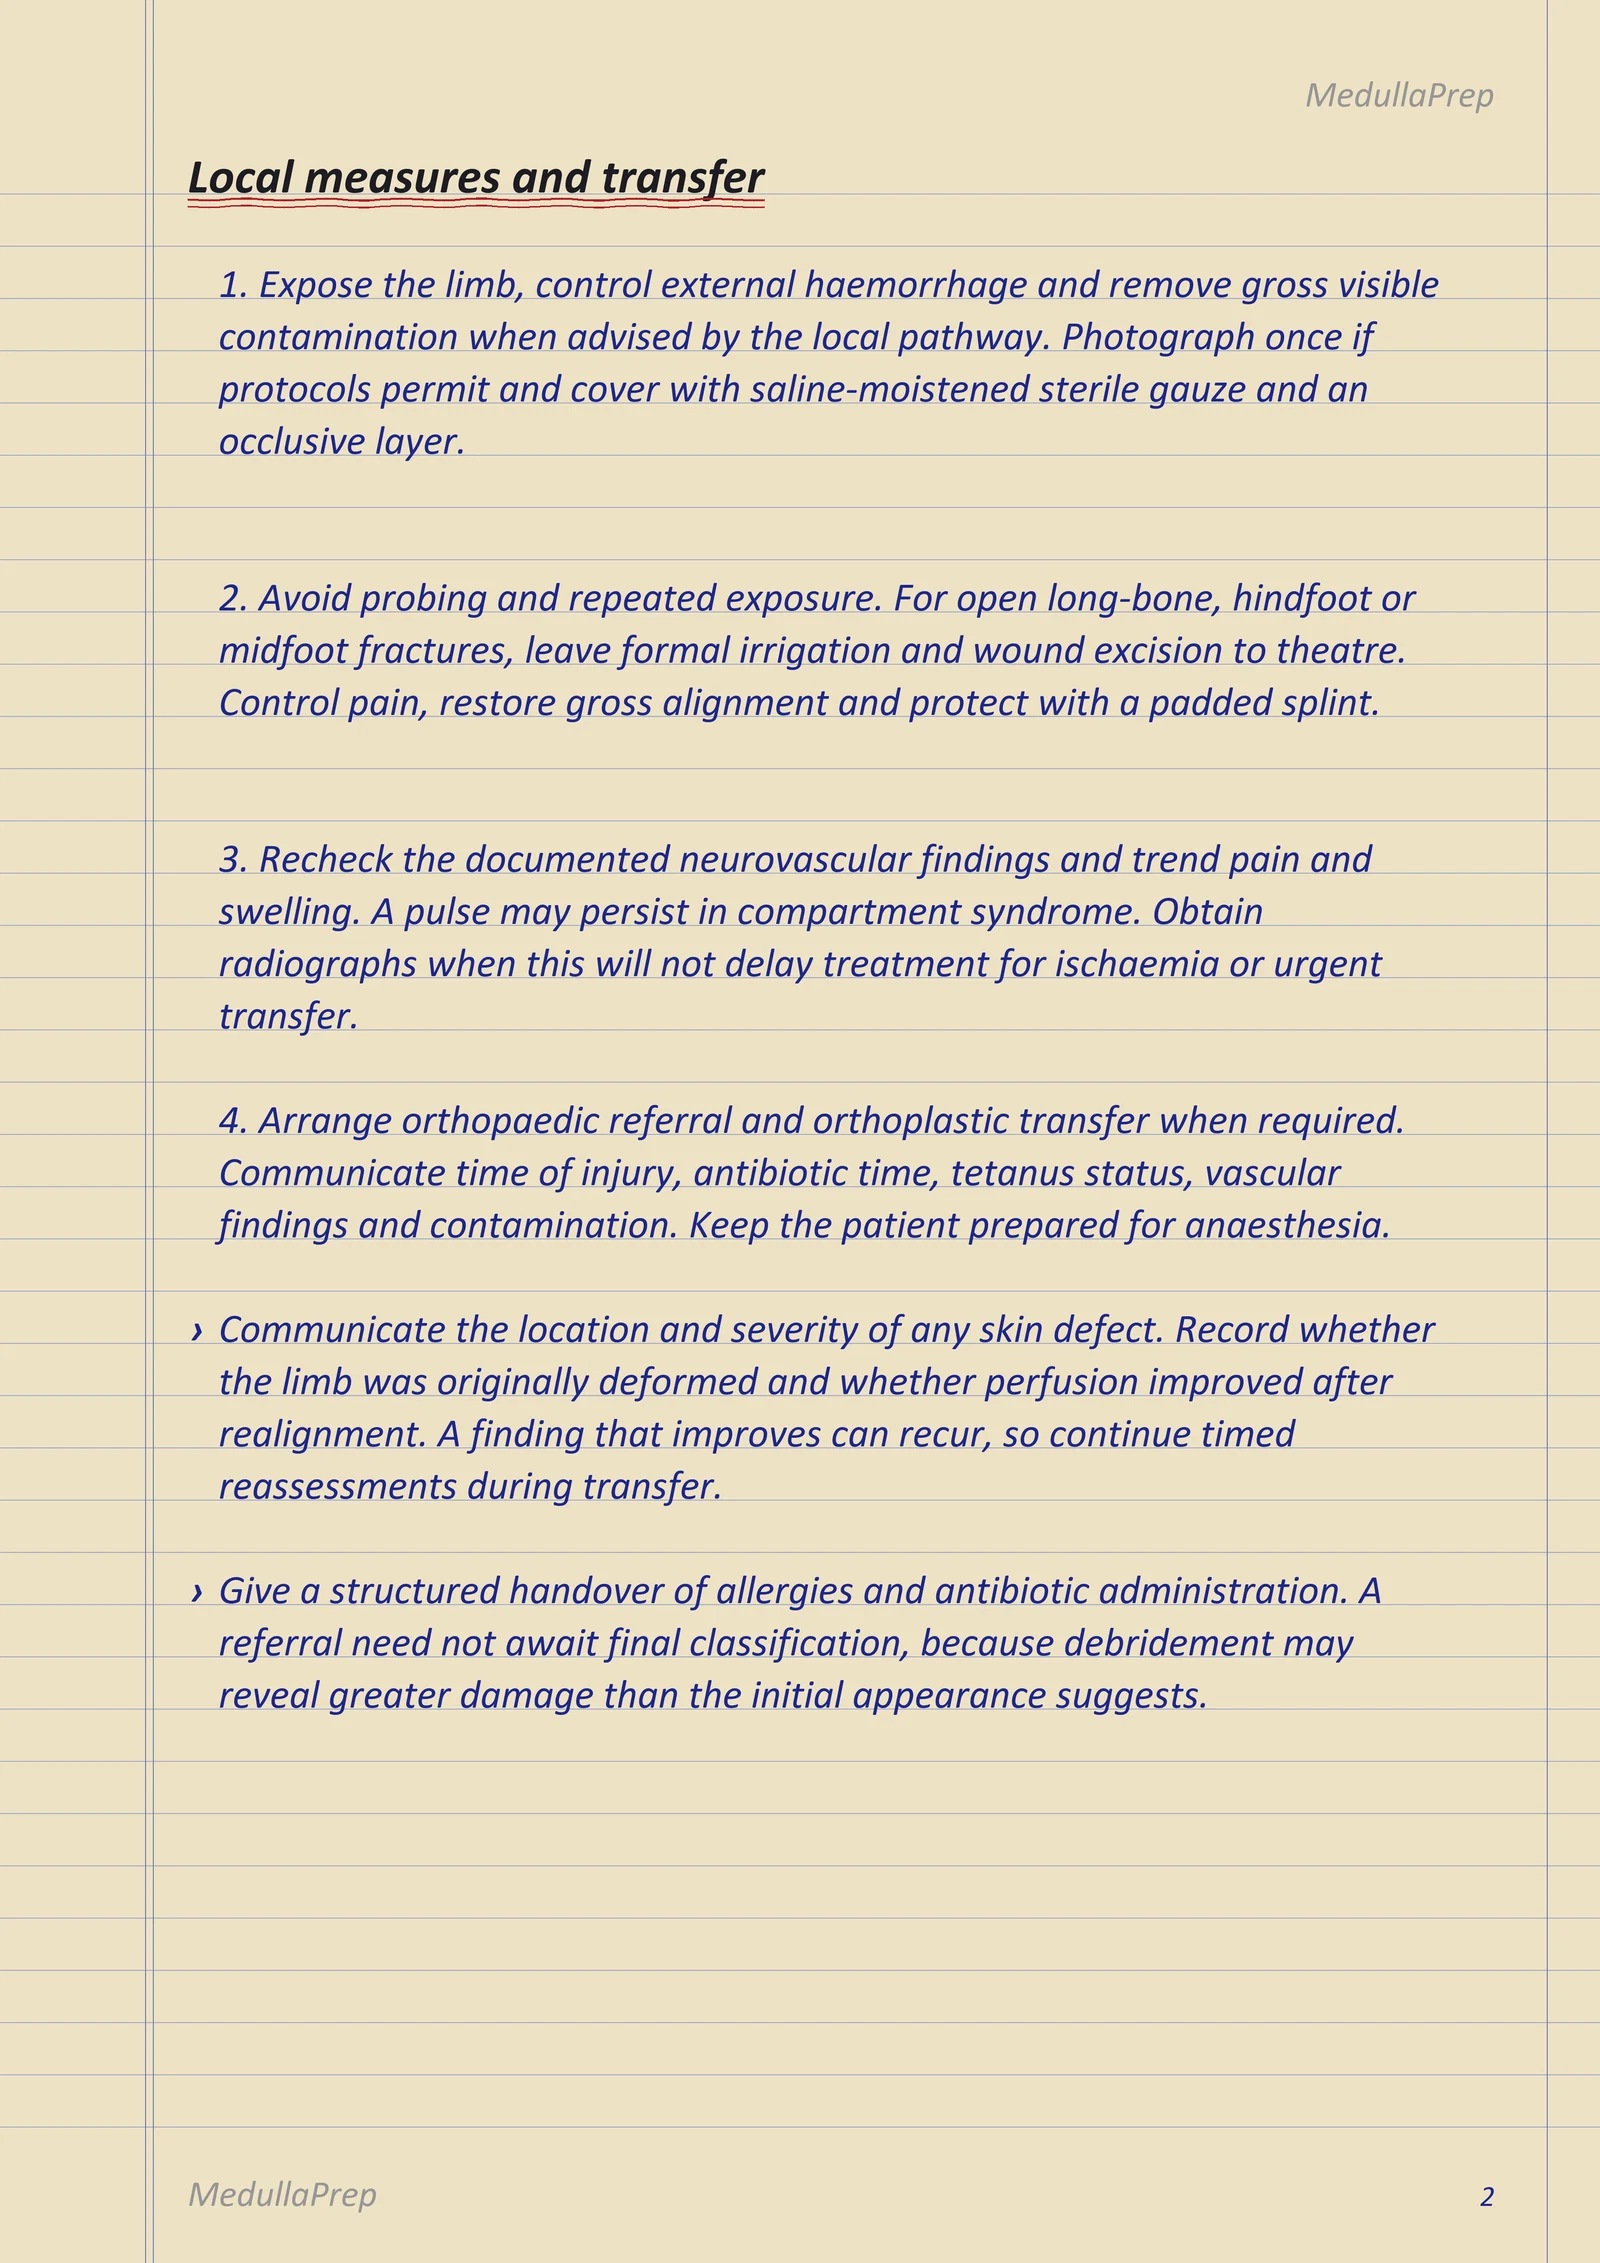 MedullaPrep
Local measures and transfer
1. Expose the limb, control external haemorrhage and remove gross visible
contamination when advised by the local pathway. Photograph once if
protocols permit and cover with saline-moistened sterile gauze and an
occlusive layer.
2. Avoid probing and repeated exposure. For open long-bone, hindfoot or
midfoot fractures, leave formal irrigation and wound excision to theatre.
Control pain, restore gross alignment and protect with a padded splint.
3. Recheck the documented neurovascular findings and trend pain and
swelling. A pulse may persist in compartment syndrome. Obtain
radiographs when this will not delay treatment for ischaemia or urgent
transfer.
4. Arrange orthopaedic referral and orthoplastic transfer when required.
Communicate time of injury, antibiotic time, tetanus status, vascular
findings and contamination. Keep the patient prepared for anaesthesia.
› Communicate the location and severity of any skin defect. Record whether
the limb was originally deformed and whether perfusion improved after
realignment. A finding that improves can recur, so continue timed
reassessments during transfer.
› Give a structured handover of allergies and antibiotic administration. A
referral need not await final classification, because debridement may
reveal greater damage than the initial appearance suggests.
MedullaPrep
2